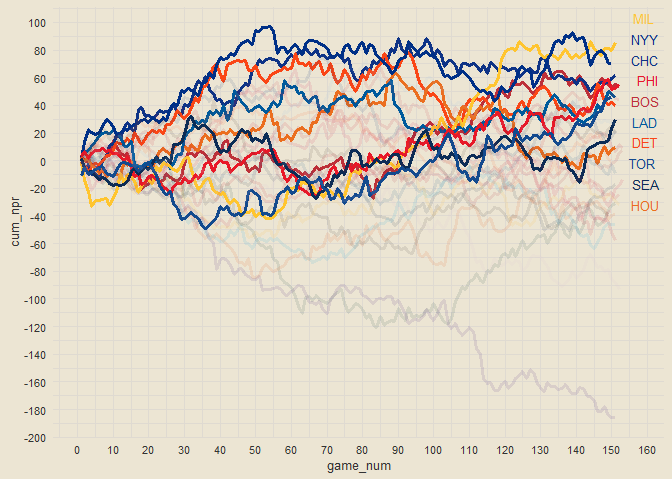 100
80
60
40
20
0
-20
-40
-60
-80
-100
-120
-140
-160
-180
-200
cum_npr
0 10 20 30 40 50 60 70 80 90 100 110 120 130 140 150 160
game_num
MIL
NYY
CHC
PHI
BOS
LAD
DET
TOR
SEA
HOU